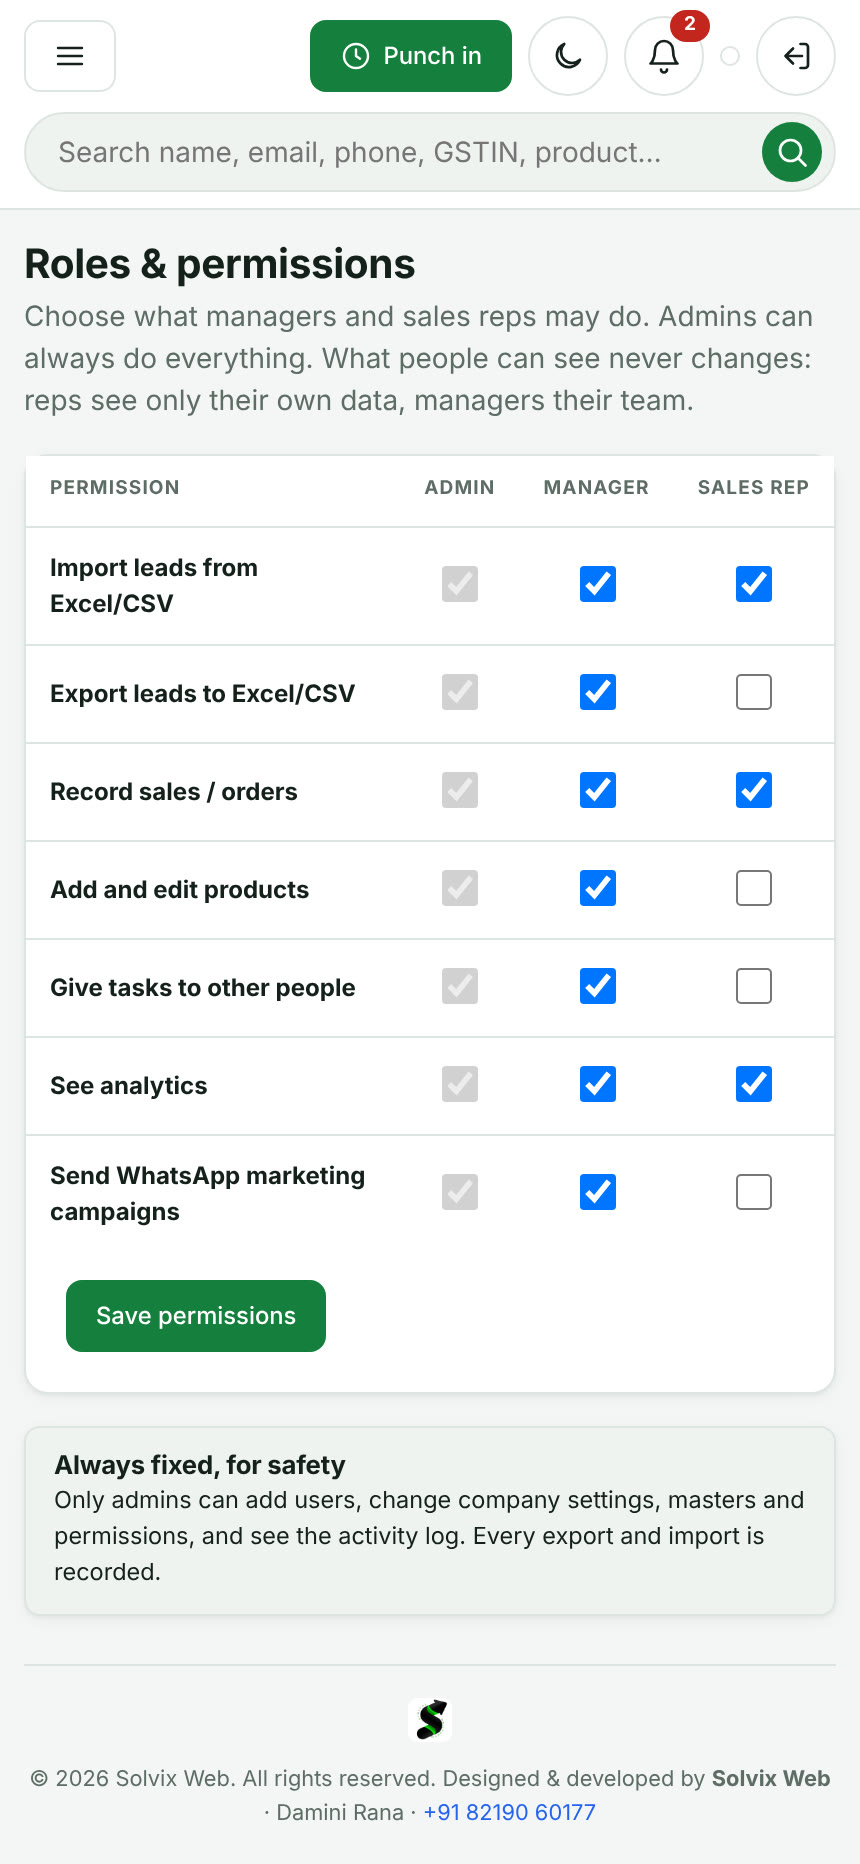 Punch in
2
Search name, email, phone, GSTIN, product...
Roles & permissions
Choose what managers and sales reps may do. Admins can
always do everything. What people can see never changes:
reps see only their own data, managers their team.
PERMISSION ADMIN MANAGER SALES REP
Import leads from
Excel/CSV
Export leads to Excel/CSV
Record sales / orders
Add and edit products
Give tasks to other people
See analytics
Send WhatsApp marketing
campaigns
Save permissions
Always fixed, for safety
Only admins can add users, change company settings, masters and
permissions, and see the activity log. Every export and import is
recorded.
© 2026 Solvix Web. All rights reserved. Designed & developed by Solvix Web
· Damini Rana · +91 82190 60177